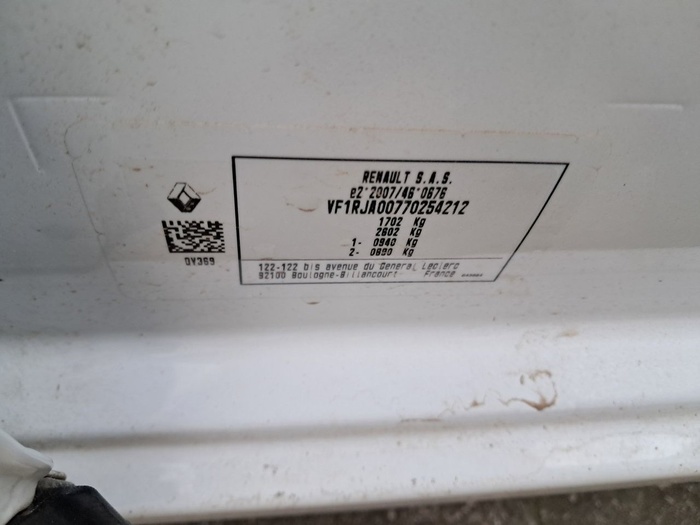 RENAULT S.A.S.
e2*2007/46*0676
VF1RJA00770254212
1702 Kg
2602 Kg
1- 0940 Kg
2- 0890 Kg
122-122 bis avenue du General Leclerc
92100 Boulogne-Billancourt France
DY369